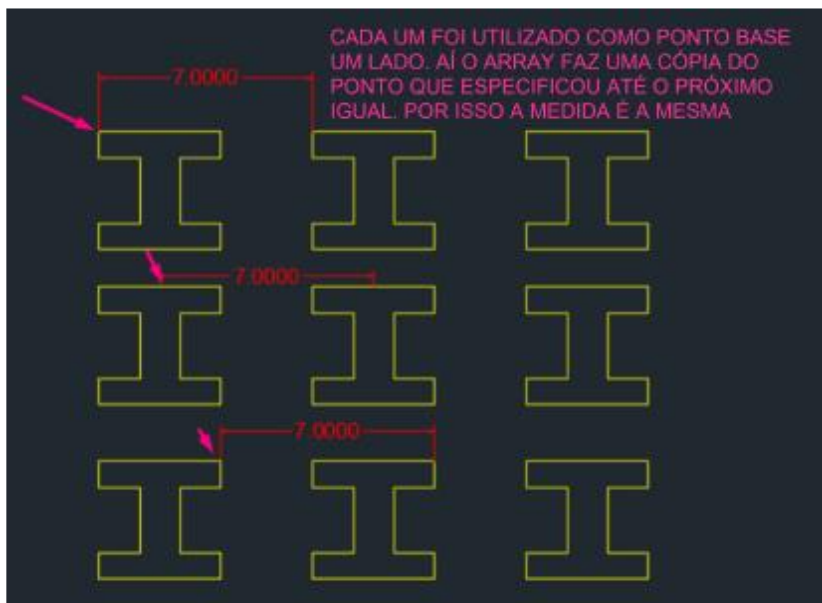 CADA UM FOI UTILIZADO COMO PONTO BASE
UM LADO. AÍ O ARRAY FAZ UMA CÓPIA DO
PONTO QUE ESPECIFICOU ATÉ O PRÓXIMO
IGUAL. POR ISSO A MEDIDA É A MESMA
7.0000
7.0000
7.0000